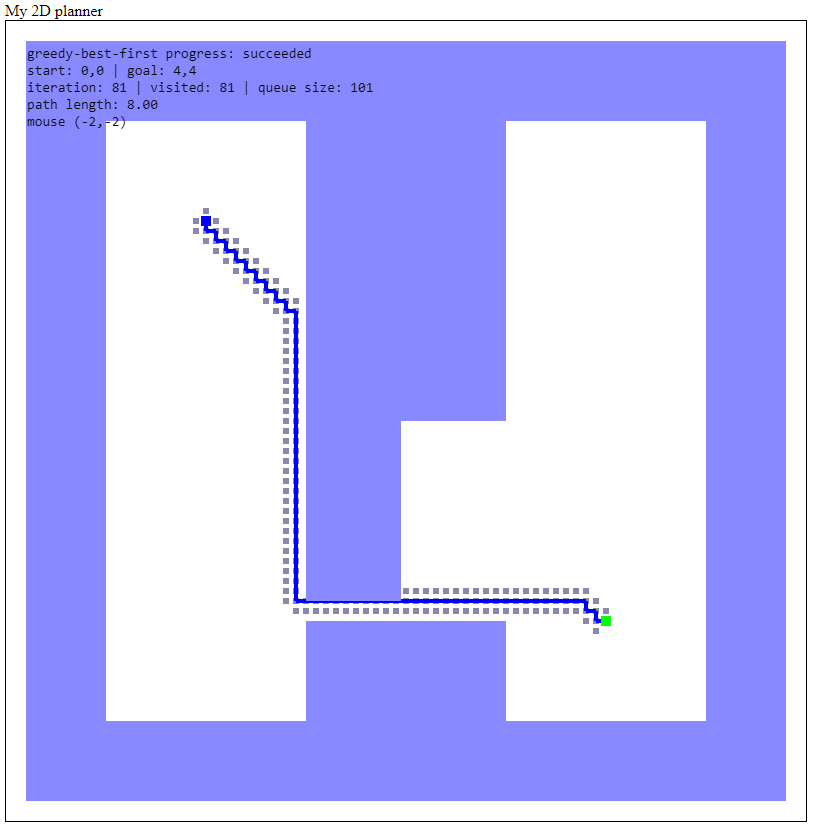 My 2D planner
greedy-best-first progress: succeeded
start: 0,0 | goal: 4,4
iteration: 81 | visited: 81 | queue size: 101
path length: 8.00
mouse (-2,-2)